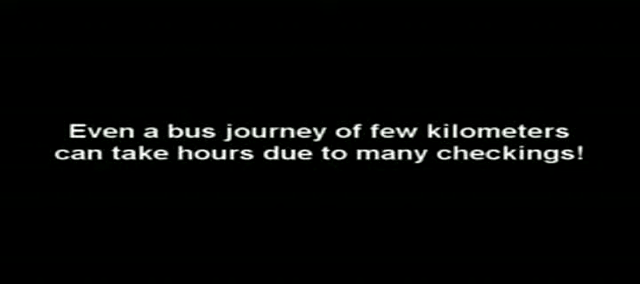 Even a bus journey of few kilometers
can take hours due to many checkings!